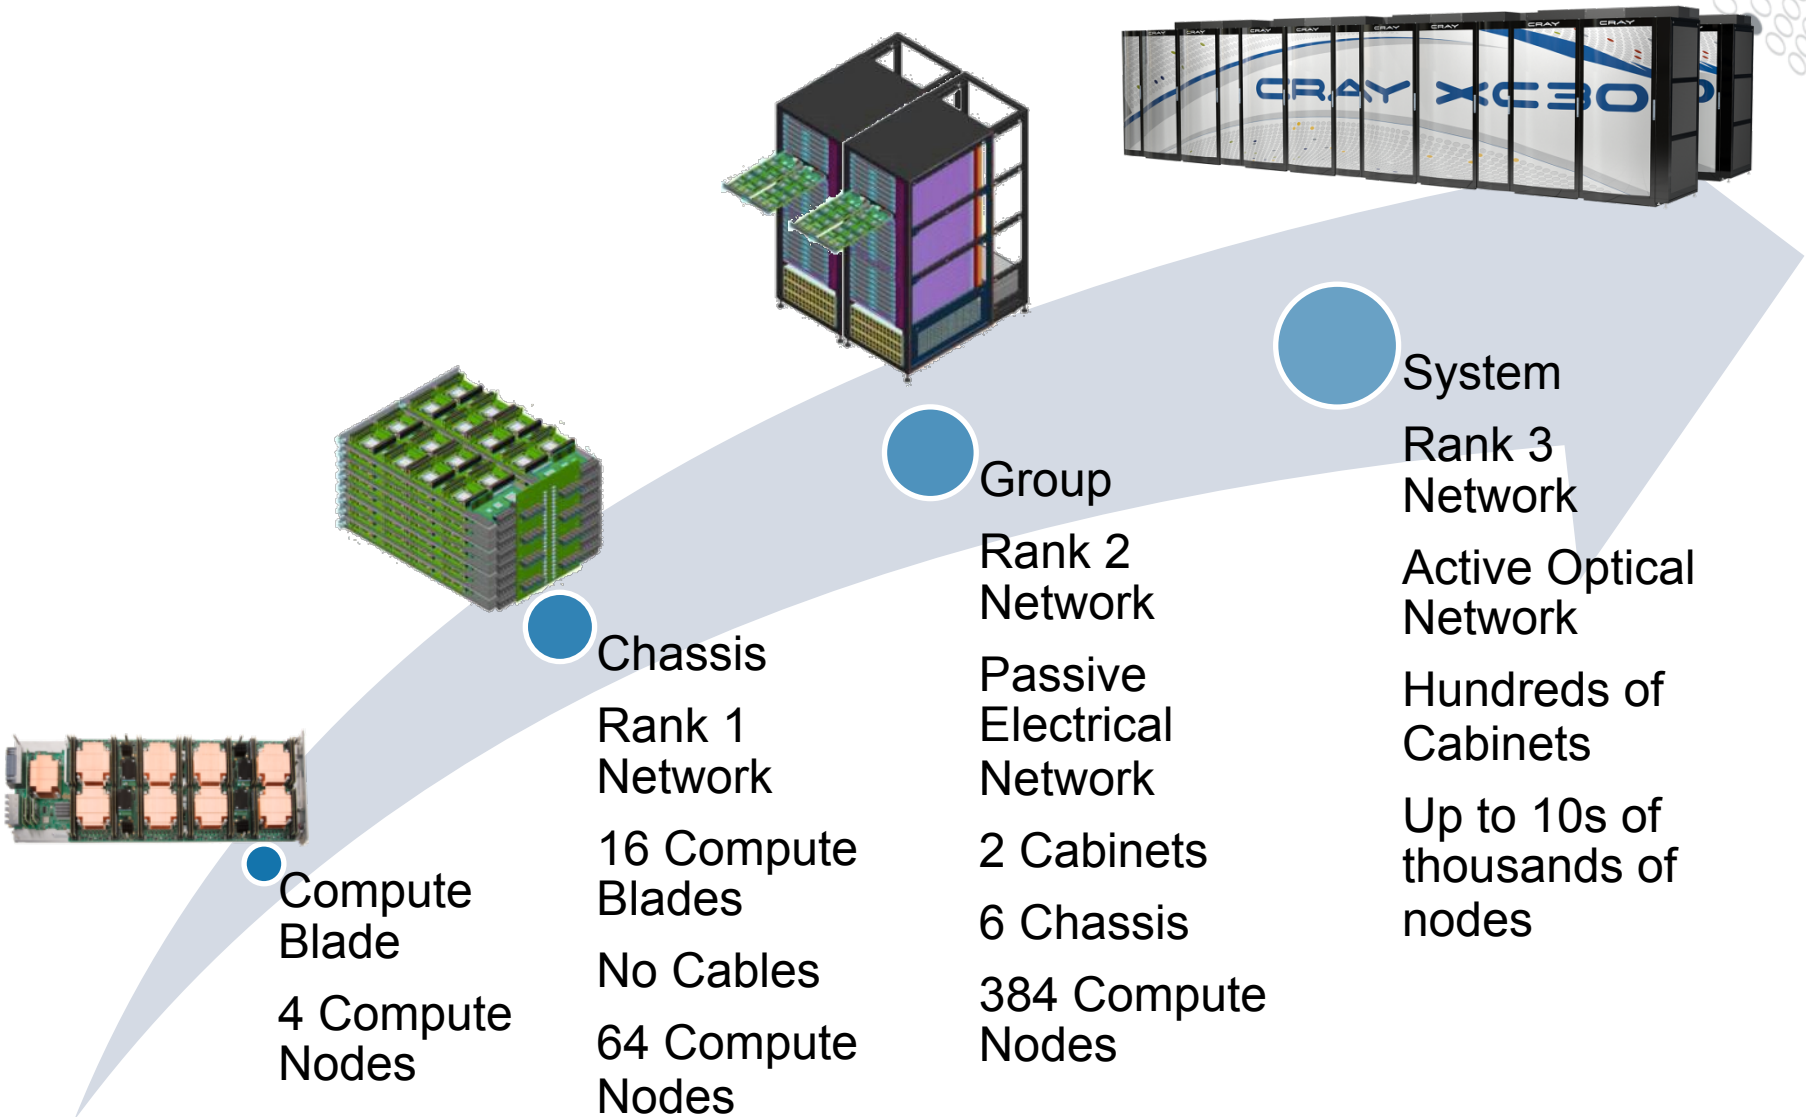 CRAY XC30
Compute
Blade
4 Compute
Nodes
Chassis
Rank 1
Network
16 Compute
Blades
No Cables
64 Compute
Nodes
Group
Rank 2
Network
Passive
Electrical
Network
2 Cabinets
6 Chassis
384 Compute
Nodes
System
Rank 3
Network
Active Optical
Network
Hundreds of
Cabinets
Up to 10s of
thousands of
nodes